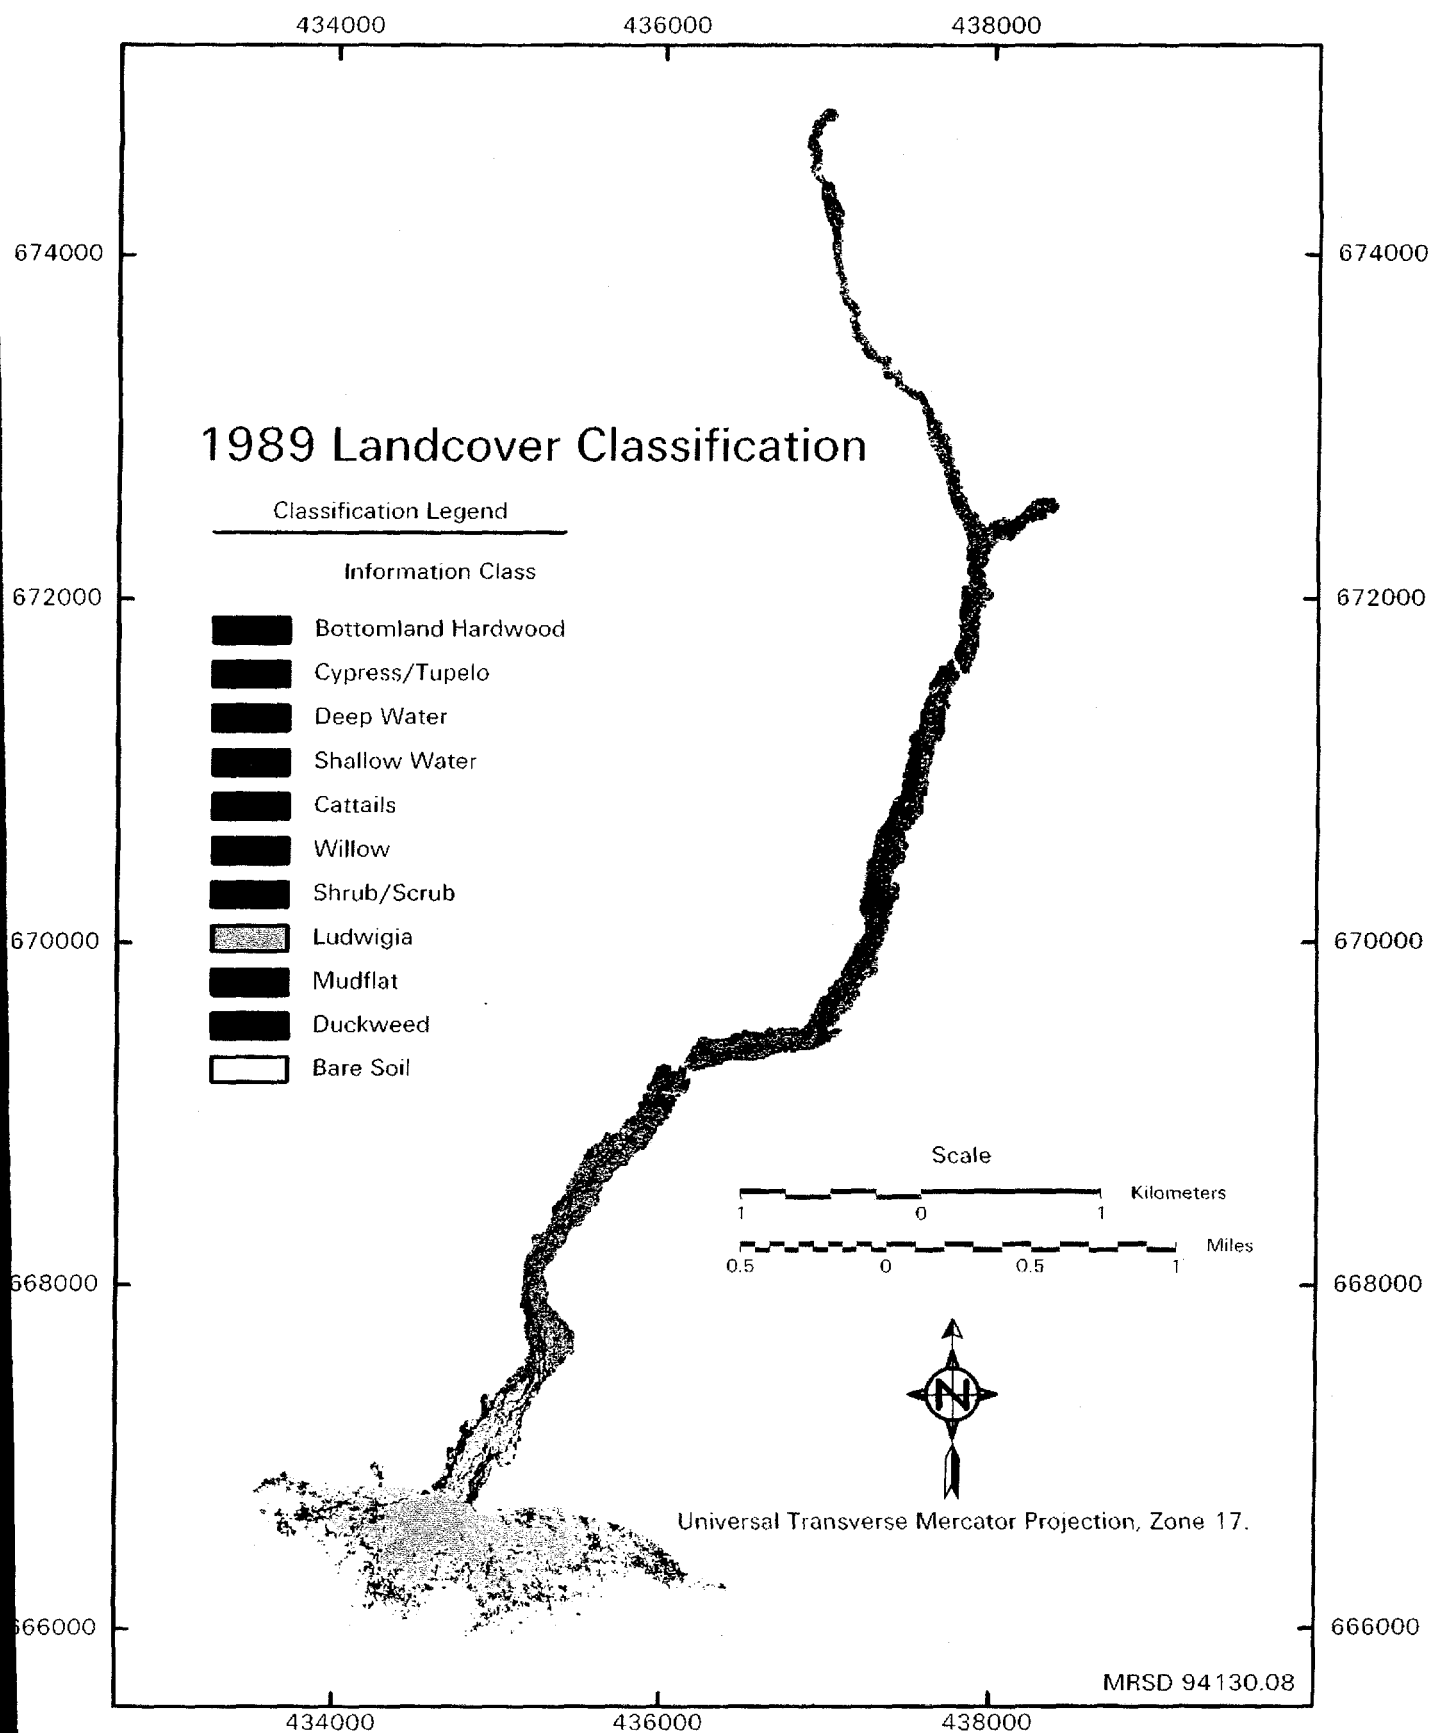 434000 436000 438000
674000 674000
1989 Landcover Classification
Classification Legend
Information Class
672000 672000
Bottomland Hardwood
Cypress/Tupelo
Deep Water
Shallow Water
Cattails
Willow
Shrub/Scrub
Ludwigia
670000 670000
Mudflat
Duckweed
Bare Soil
Scale
Kilometers
1 0 1
Miles
0.5 0 0.5 1
668000 668000
N
Universal Transverse Mercator Projection, Zone 17.
666000 666000
MRSD 94130.08
434000 436000 438000